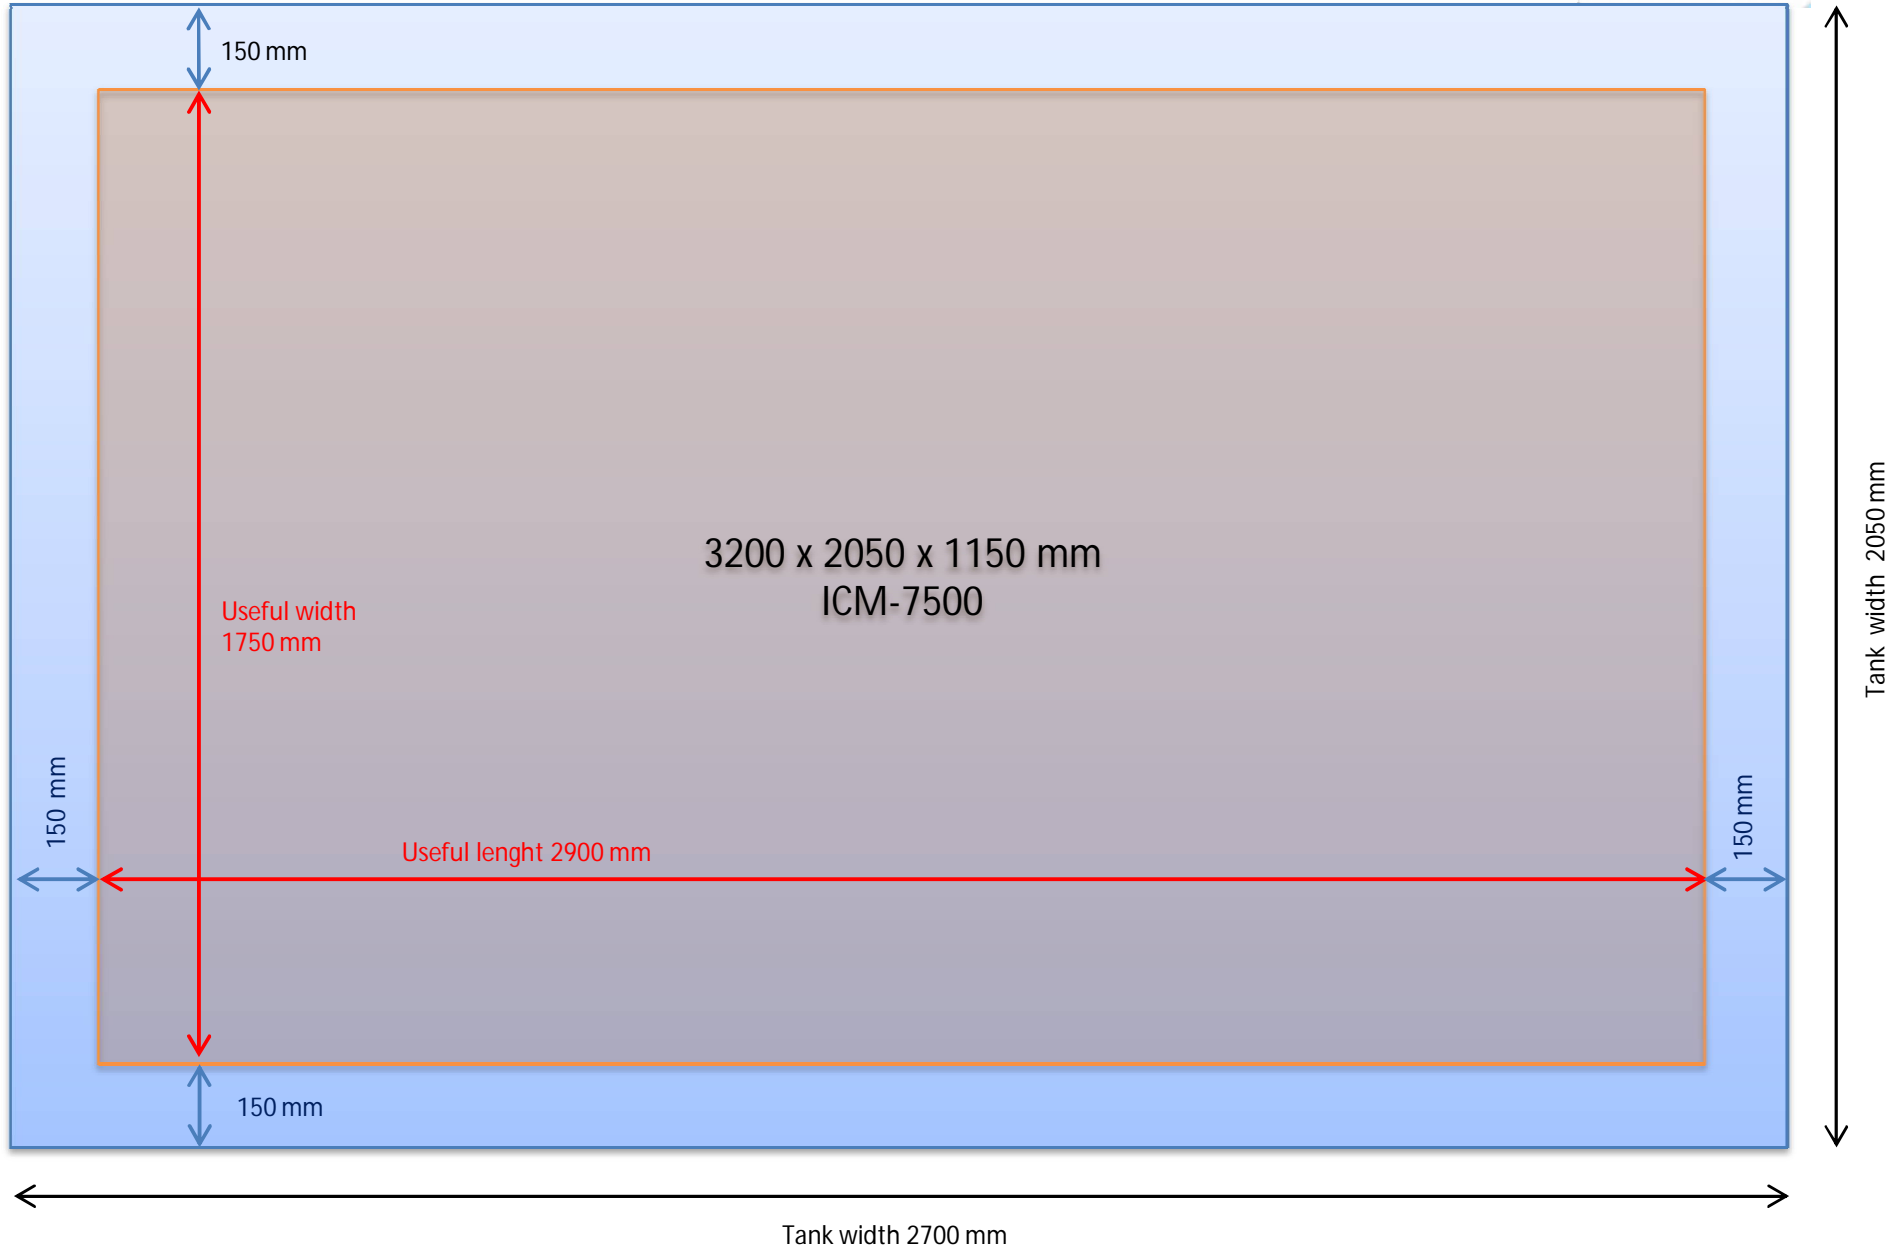 150 mm
3200 x 2050 x 1150 mm
ICM-7500
Useful width
1750 mm
Tank width 2050 mm
150 mm
Useful lenght 2900 mm
150 mm
150 mm
Tank width 2700 mm